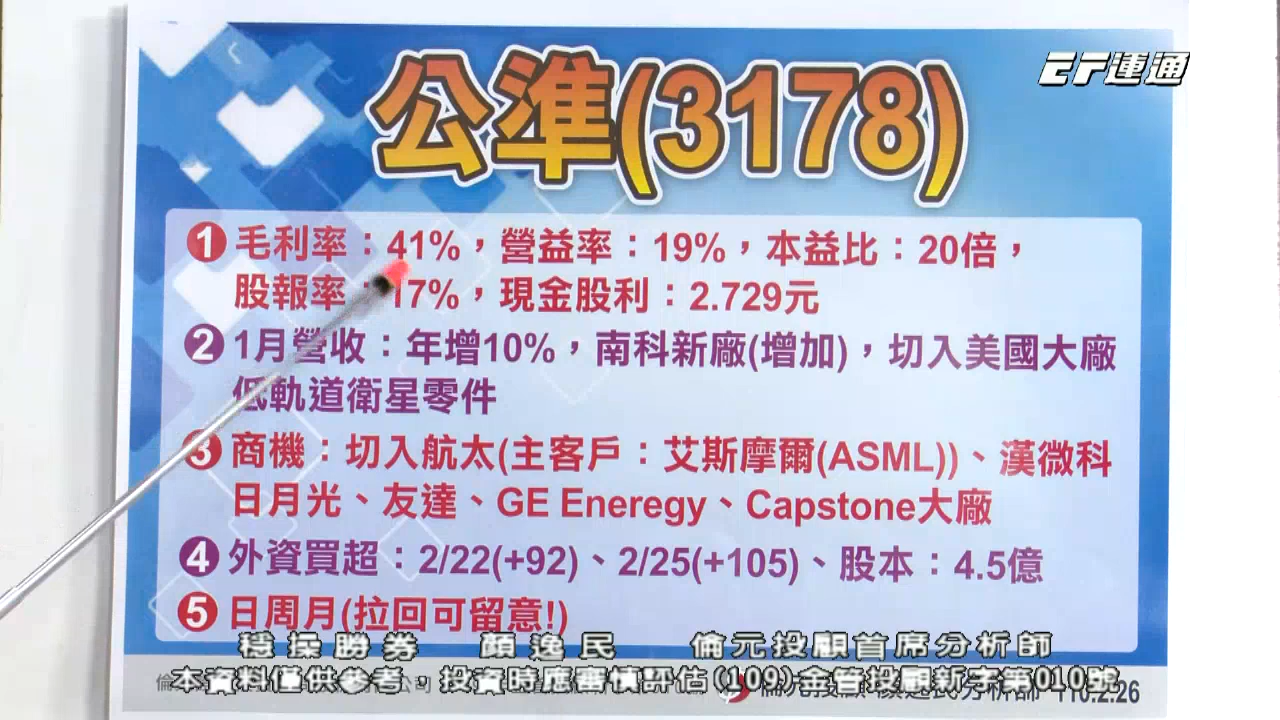 EF運通
公準(3178)
1 毛利率：41%，營益率：19%，本益比：20倍，
股報率：17%，現金股利：2.729元
2 1月營收：年增10%，南科新廠(增加)，切入美國大廠
低軌道衛星零件
3 商機：切入航太(主客戶：艾斯摩爾(ASML))、漢微科
日月光、友達、GE Eneregy、Capstone大廠
4 外資買超：2/22(+92)、2/25(+105)、股本：4.5億
5 日周月(拉回可留意!)
穩操勝券 顏逸民 倫元投顧首席分析師
本資料僅供參考，投資時應審慎評估(109)金管投顧新字第010號
110.2.26